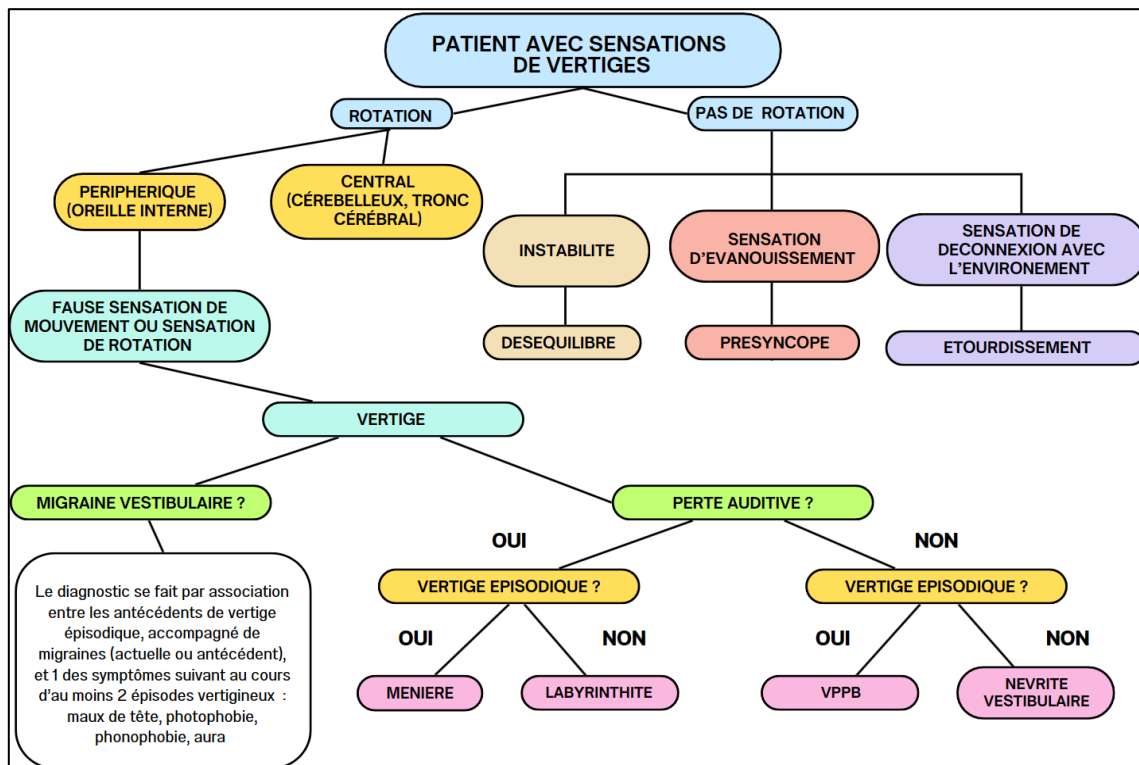 PATIENT AVEC SENSATIONS
DE VERTIGES
ROTATION
PAS DE ROTATION
PERIPHERIQUE
(OREILLE INTERNE)
CENTRAL
(CÉREBELLEUX, TRONC
CÉRÉBRAL)
INSTABILITE
SENSATION
D'EVANOUISSEMENT
SENSATION DE
DECONNEXION AVEC
L'ENVIRONEMENT
FAUSE SENSATION DE
MOUVEMENT OU SENSATION
DE ROTATION
DESEQUILIBRE
PRESYNCOPE
ETOURDISSEMENT
VERTIGE
MIGRAINE VESTIBULAIRE ?
PERTE AUDITIVE ?
OUI
NON
Le diagnostic se fait par association
entre les antécédents de vertige
épisodique, accompagné de
migraines (actuelle ou antécédent),
et 1 des symptômes suivant au cours
d'au moins 2 épisodes vertigineux :
maux de tête, photophobie,
phonophobie, aura
VERTIGE EPISODIQUE ?
VERTIGE EPISODIQUE ?
OUI
NON
OUI
NON
MENIERE
LABYRINTHITE
VPPB
NEVRITE
VESTIBULAIRE